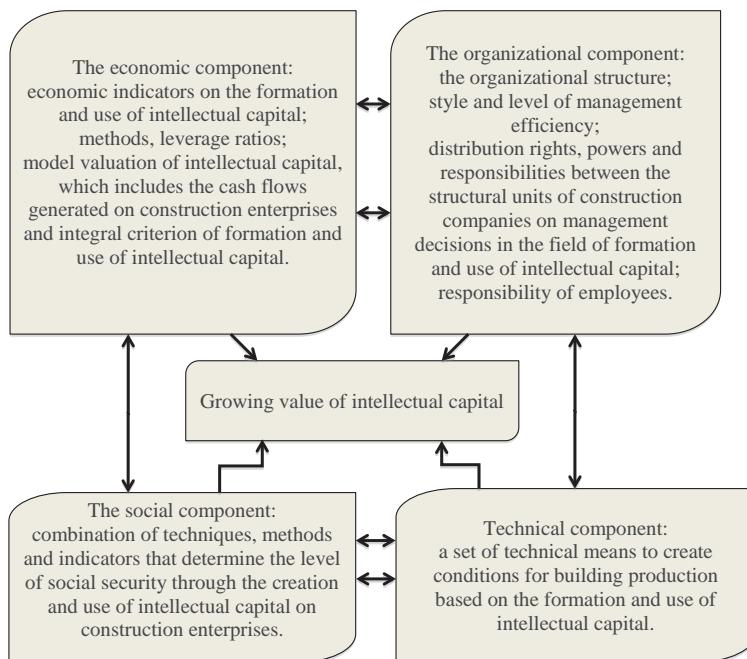 The economic component:
economic indicators on the formation
and use of intellectual capital;
methods, leverage ratios;
model valuation of intellectual capital,
which includes the cash flows
generated on construction enterprises
and integral criterion of formation and
use of intellectual capital.
The organizational component:
the organizational structure;
style and level of management
efficiency;
distribution rights, powers and
responsibilities between the
structural units of construction
companies on management
decisions in the field of formation
and use of intellectual capital;
responsibility of employees.
Growing value of intellectual capital
The social component:
combination of techniques, methods
and indicators that determine the level
of social security through the creation
and use of intellectual capital on
construction enterprises.
Technical component:
a set of technical means to create
conditions for building production
based on the formation and use of
intellectual capital.